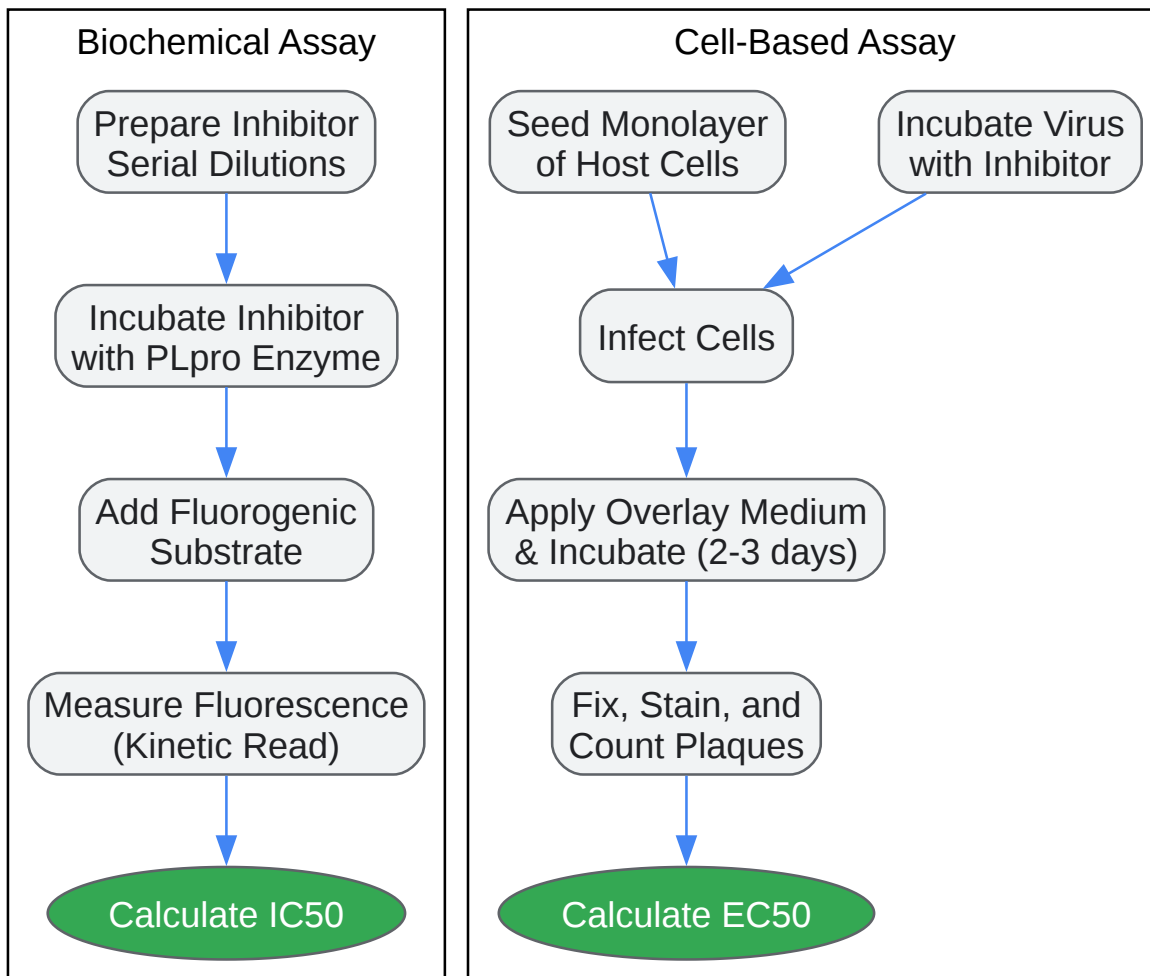 Biochemical Assay
Prepare Inhibitor
Serial Dilutions
Incubate Inhibitor
with PLpro Enzyme
Add Fluorogenic
Substrate
Measure Fluorescence
(Kinetic Read)
Calculate IC50
Cell-Based Assay
Seed Monolayer
of Host Cells
Incubate Virus
with Inhibitor
Infect Cells
Apply Overlay Medium
& Incubate (2-3 days)
Fix, Stain, and
Count Plaques
Calculate EC50